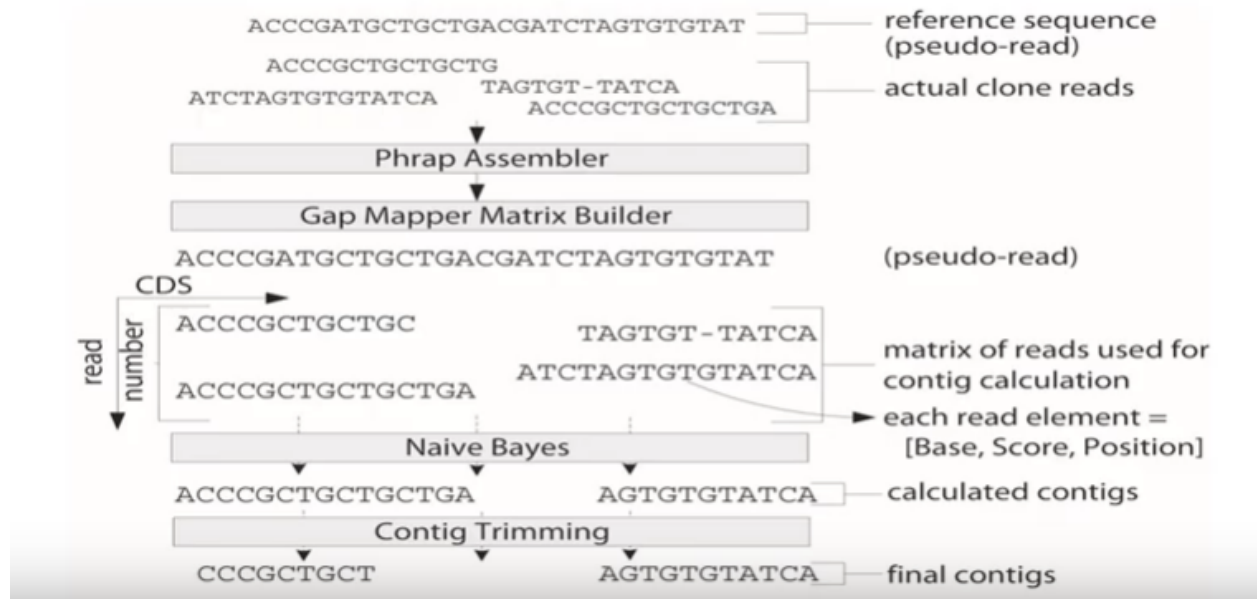 ACCCGATGCTGCTGACGATCTAGTGTGTAT
reference sequence
(pseudo-read)
ACCCGCTGCTGCTG
TAGTGT-TATCA
ATCTAGTGTGTATCA
ACCCGCTGCTGCTGA
actual clone reads
Phrap Assembler
Gap Mapper Matrix Builder
ACCCGATGCTGCTGACGATCTAGTGTGTAT
(pseudo-read)
CDS
read
number
ACCCGCTGCTGC
TAGTGT-TATCA
ATCTAGTGTGTATCA
ACCCGCTGCTGCTGA
matrix of reads used for
contig calculation
each read element =
[Base, Score, Position]
Naive Bayes
ACCCGCTGCTGCTGA
AGTGTGTATCA
calculated contigs
Contig Trimming
CCCGCTGCT
AGTGTGTATCA
final contigs